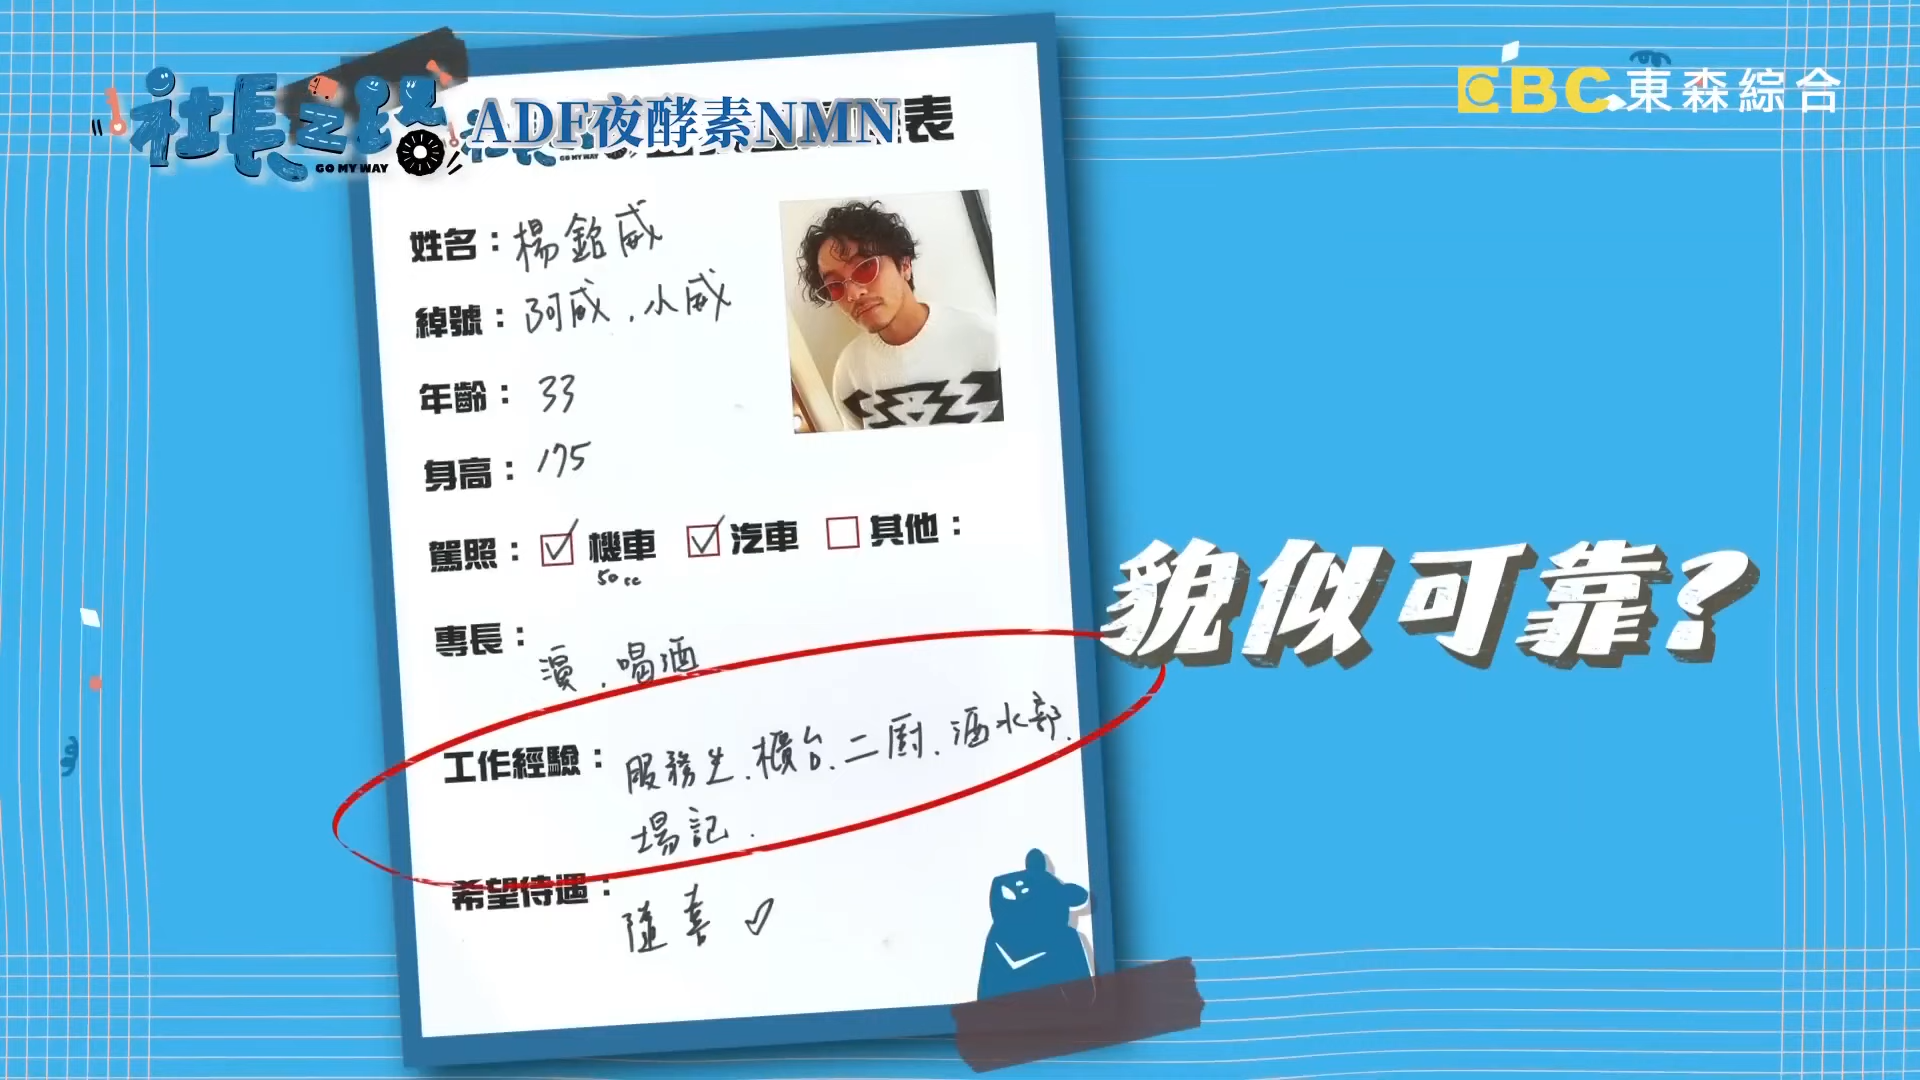 社長之路
GO MY WAY
ADF夜酵素NMN
表
EBC東森綜合
姓名：楊銘威
綽號：阿威、小威
年齡：33
身高：175
駕照：機車 汽車 其他：
50cc
專長：
喝酒
工作經驗：服務生、櫃台、二廚、酒水部、
場記、
希望待遇：
隨喜
貌似可靠？